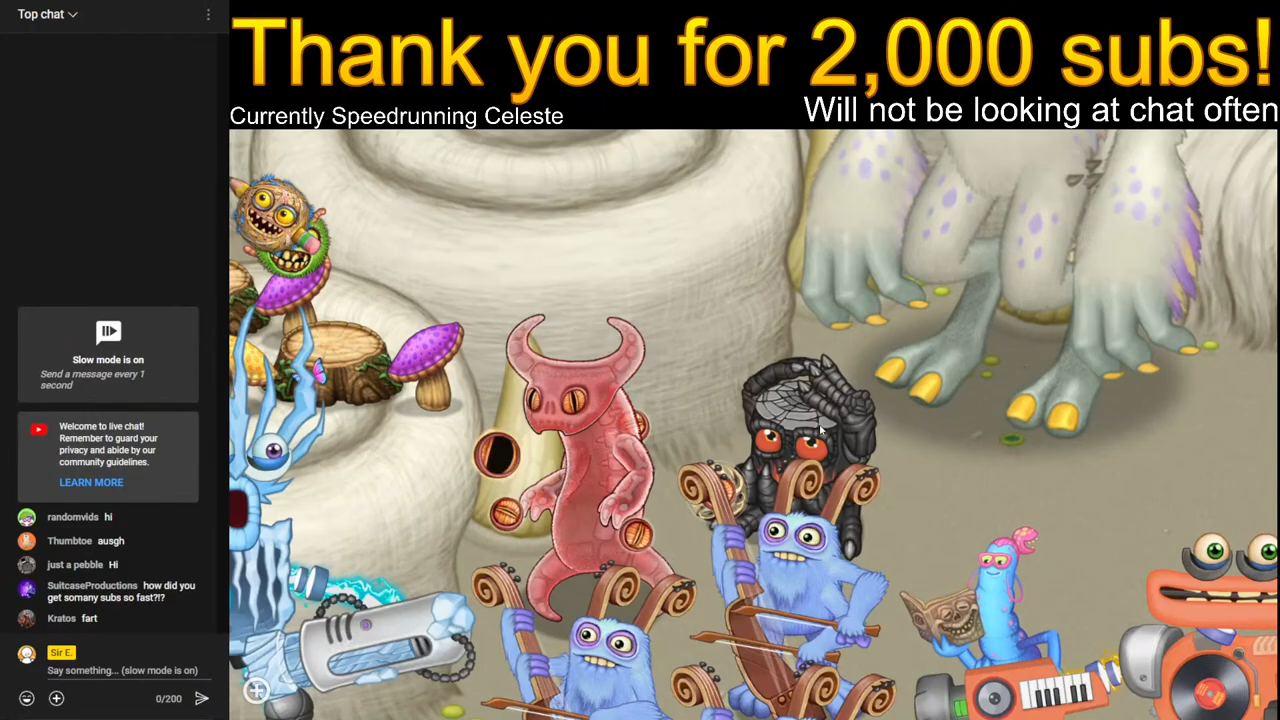 Top chat
Thank you for 2,000 subs!
Currently Speedrunning Celeste
Will not be looking at chat often
Slow mode is on
Send a message every 1
second
Welcome to live chat!
Remember to guard your
privacy and abide by our
community guidelines.
LEARN MORE
randomvids hi
Thumbtoe ausgh
just a pebble Hi
SuitcaseProductions how did you
get somany subs so fast?!?
Kratos fart
Sir E.
Say something... (slow mode is on)
0/200